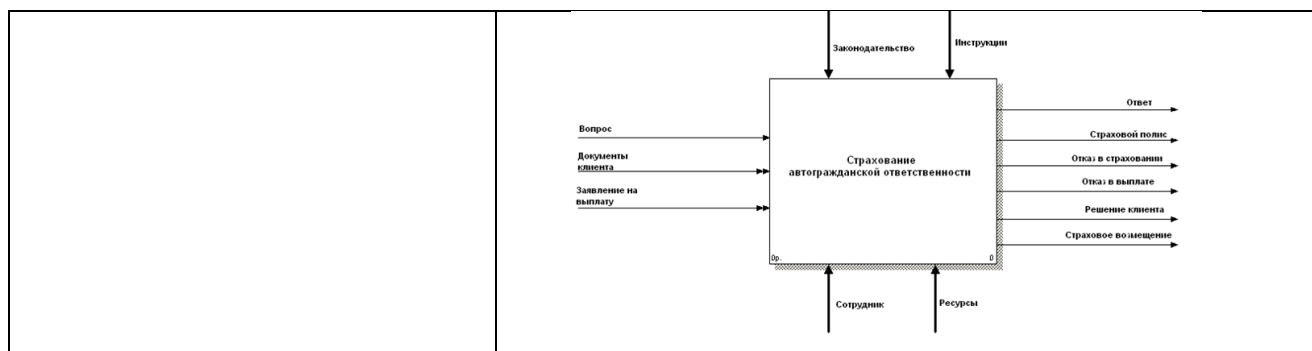 Законодательство
Инструкции
Вопрос
Документы
клиента
Заявление на
выплату
Страхование
автогражданской ответственности
Ответ
Страховой полис
Отказ в страховании
Отказ в выплате
Решение клиента
Страховое возмещение
0р.
0
Сотрудник
Ресурсы